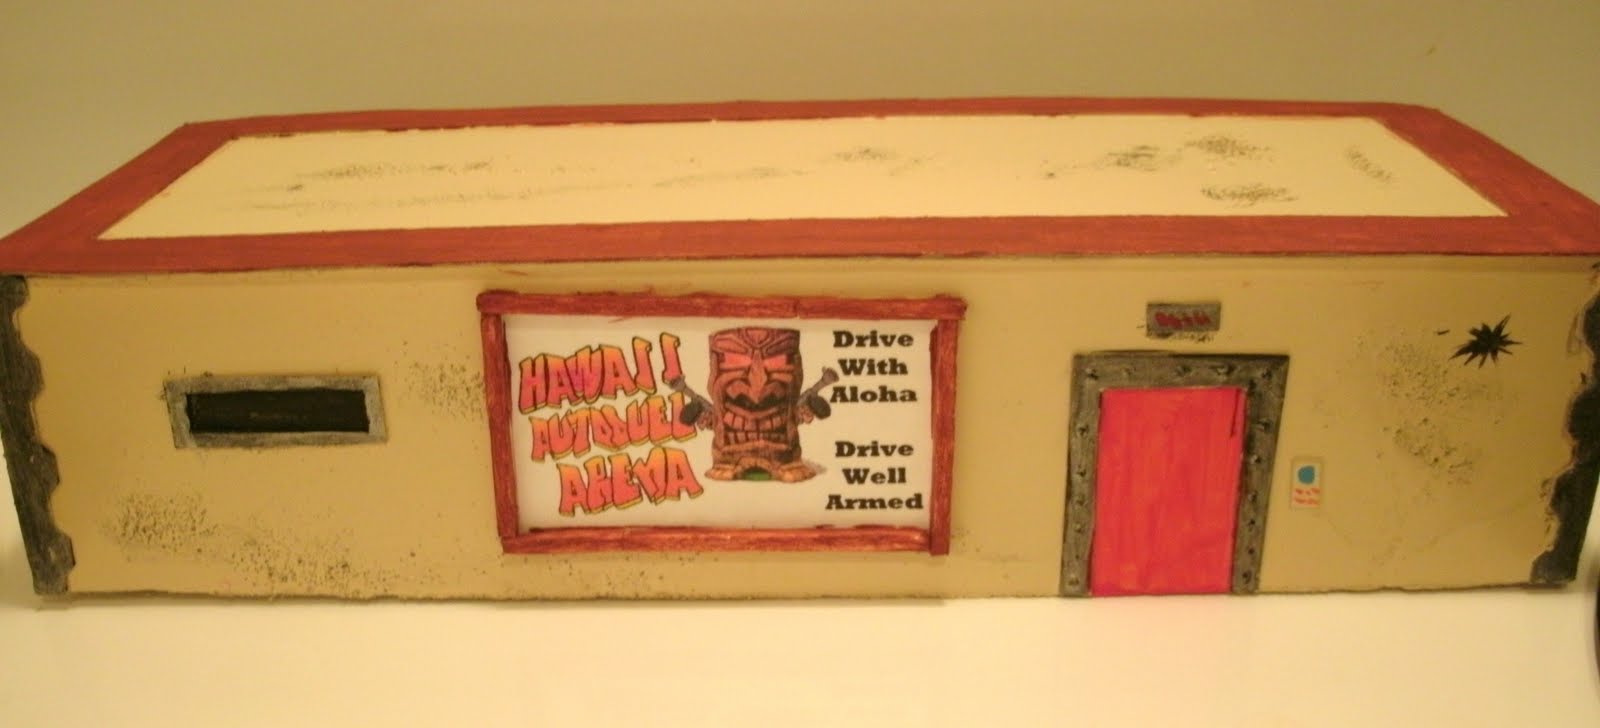 HAWAII
AUTODUEL
ARENA
Drive
With
Aloha
Drive
Well
Armed